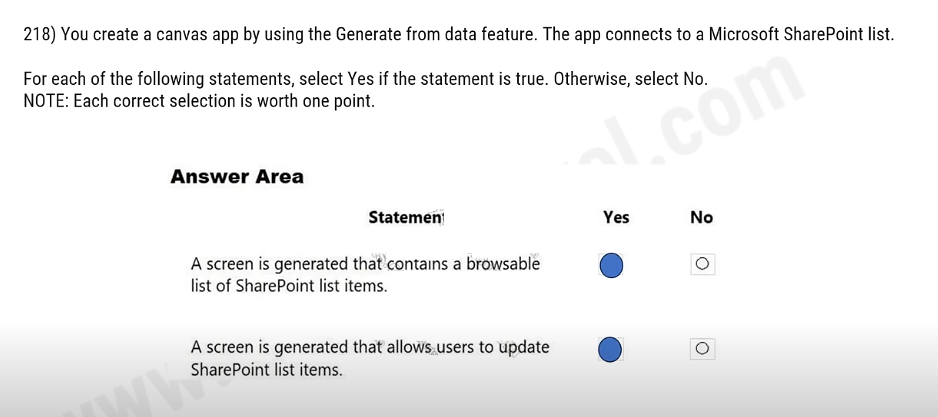 218) You create a canvas app by using the Generate from data feature. The app connects to a Microsoft SharePoint list.
For each of the following statements, select Yes if the statement is true. Otherwise, select No.
NOTE: Each correct selection is worth one point.
.com
Answer Area
Statement Yes No
A screen is generated that contains a browsable
list of SharePoint list items.
A screen is generated that allows users to update
SharePoint list items.